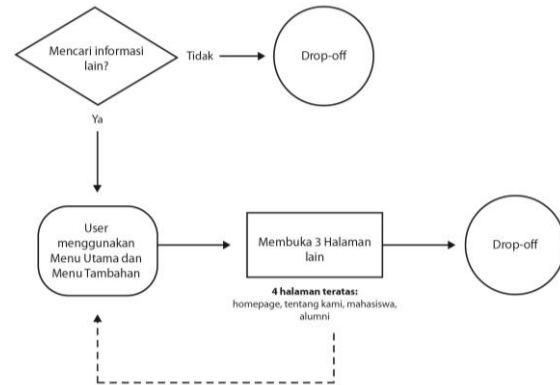 Mencari informasi
lain?
Tidak
Drop-off
Ya
User
menggunakan
Menu Utama dan
Menu Tambahan
Membuka 3 Halaman
lain
Drop-off
4 halaman teratas:
homepage, tentang kami, mahasiswa,
alumni